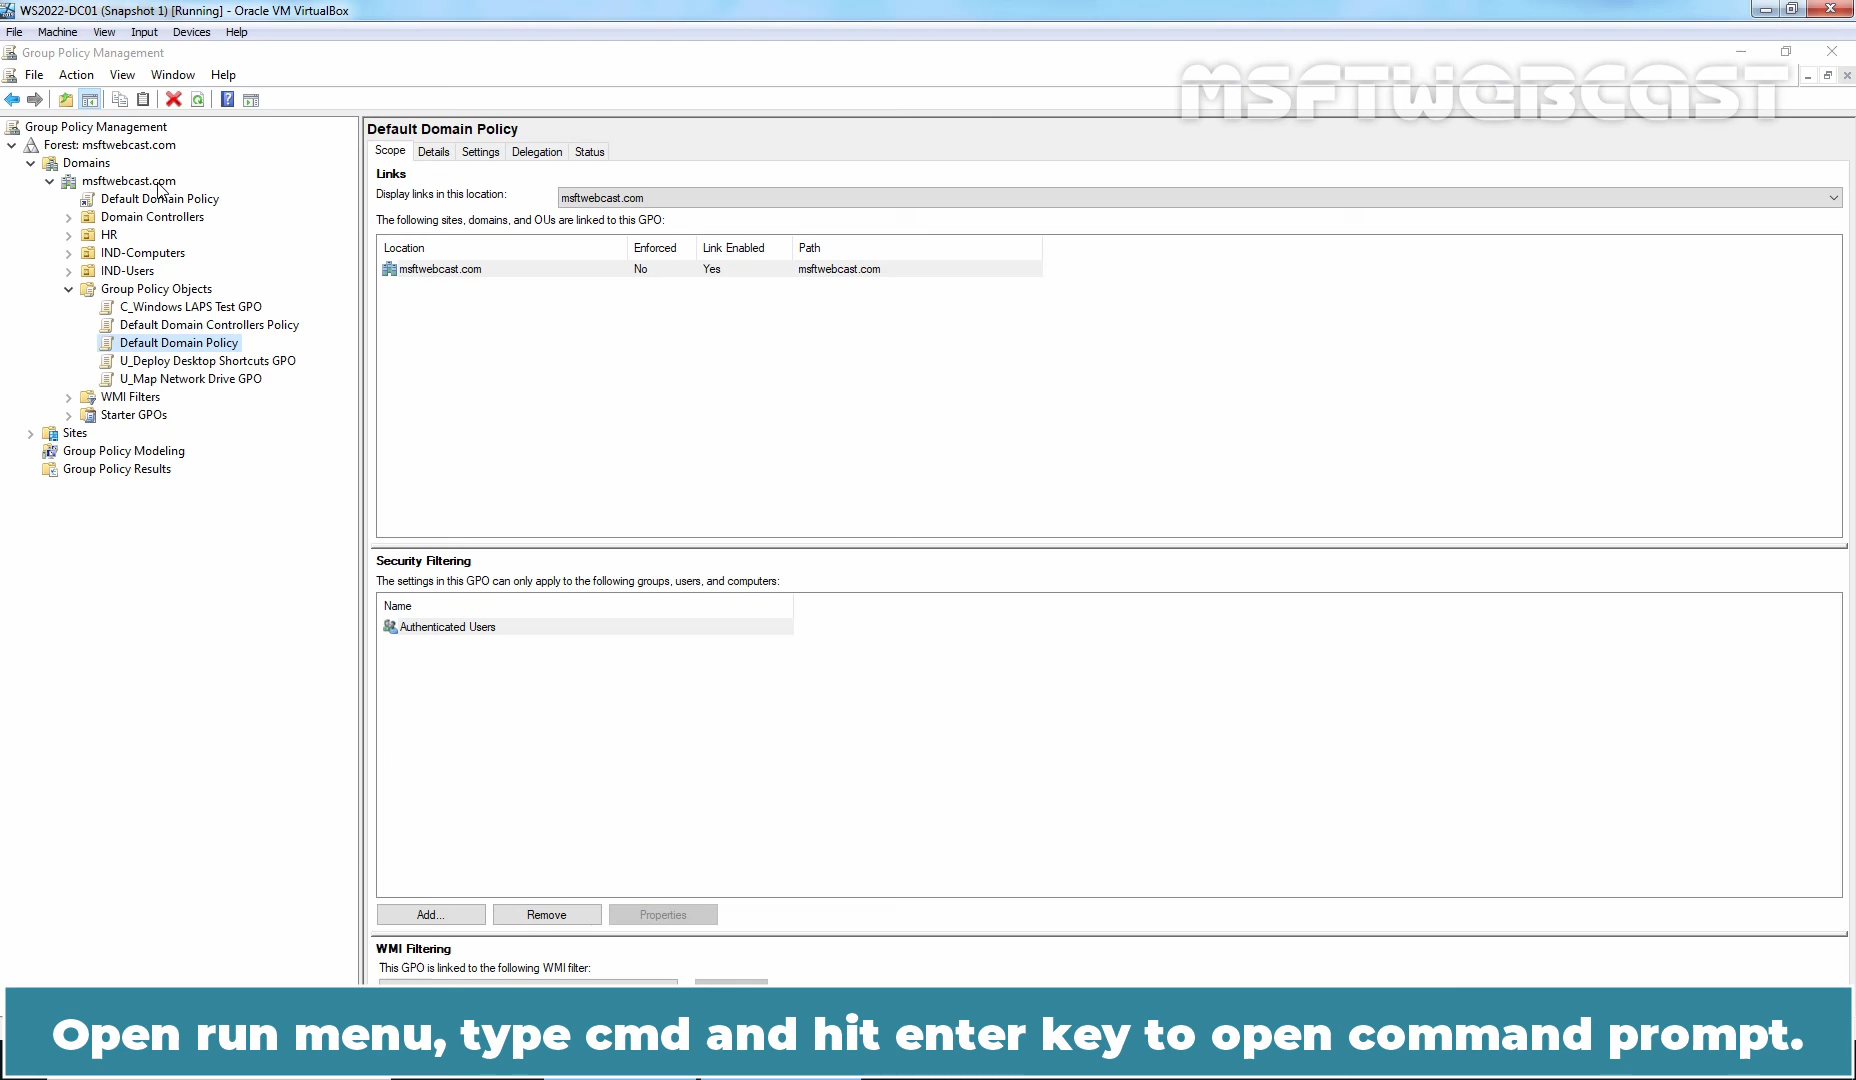 WS2022-DC01 (Snapshot 1) [Running] - Oracle VM VirtualBox
File Machine View Input Devices Help
Group Policy Management
File Action View Window Help
MSFTWEBCAST
Group Policy Management
Forest: msftwebcast.com
Domains
msftwebcast.com
Default Domain Policy
Domain Controllers
HR
IND-Computers
IND-Users
Group Policy Objects
C_Windows LAPS Test GPO
Default Domain Controllers Policy
Default Domain Policy
U_Deploy Desktop Shortcuts GPO
U_Map Network Drive GPO
WMI Filters
Starter GPOs
Sites
Group Policy Modeling
Group Policy Results
Default Domain Policy
Scope Details Settings Delegation Status
Links
Display links in this location: msftwebcast.com
The following sites, domains, and OUs are linked to this GPO:
Location Enforced Link Enabled Path
msftwebcast.com No Yes msftwebcast.com
Security Filtering
The settings in this GPO can only apply to the following groups, users, and computers:
Name
Authenticated Users
Add... Remove Properties
WMI Filtering
This GPO is linked to the following WMI filter:
Open run menu, type cmd and hit enter key to open command prompt.